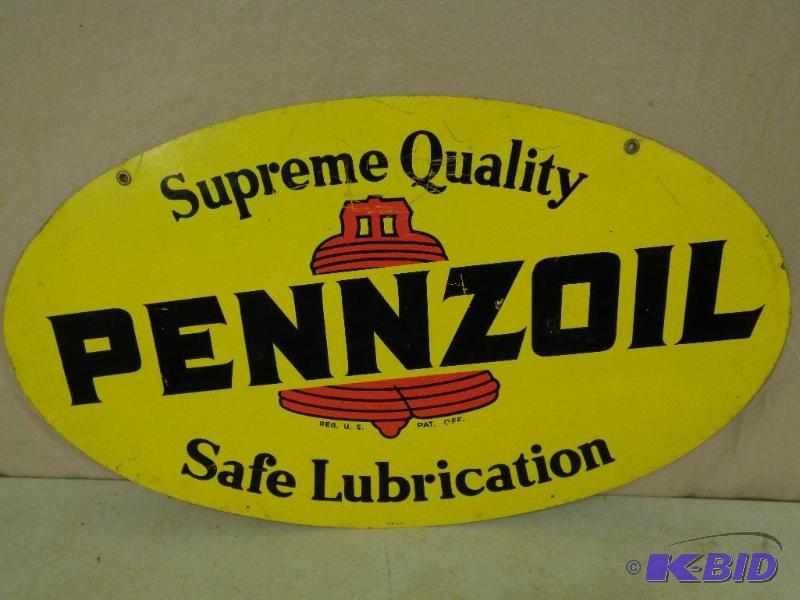 Supreme Quality
PENNZOIL
REG. U. S. PAT. OFF.
Safe Lubrication
© K-BID